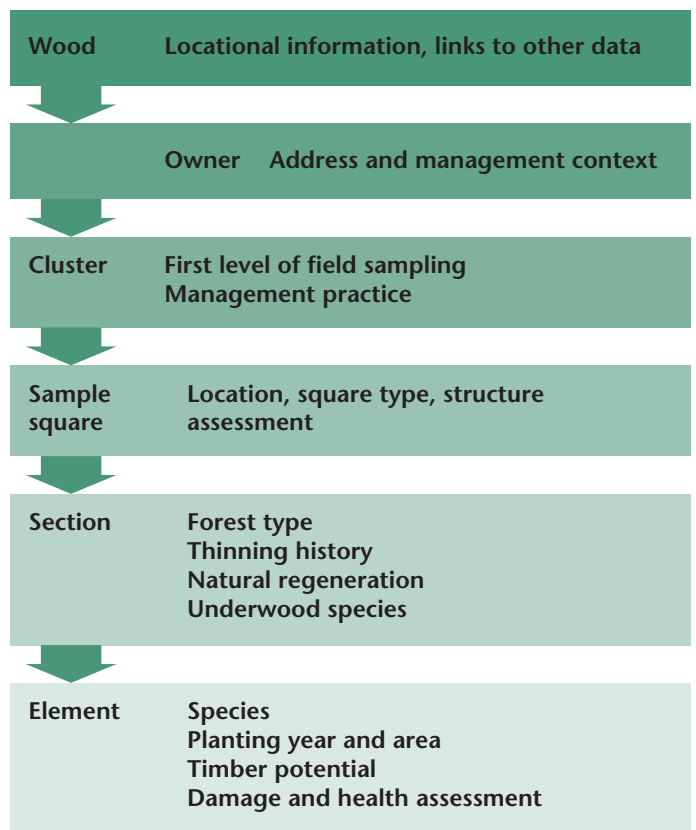 Wood Locational information, links to other data
Owner Address and management context
Cluster First level of field sampling
Management practice
Sample Location, square type, structure
square assessment
Section Forest type
Thinning history
Natural regeneration
Underwood species
Element Species
Planting year and area
Timber potential
Damage and health assessment